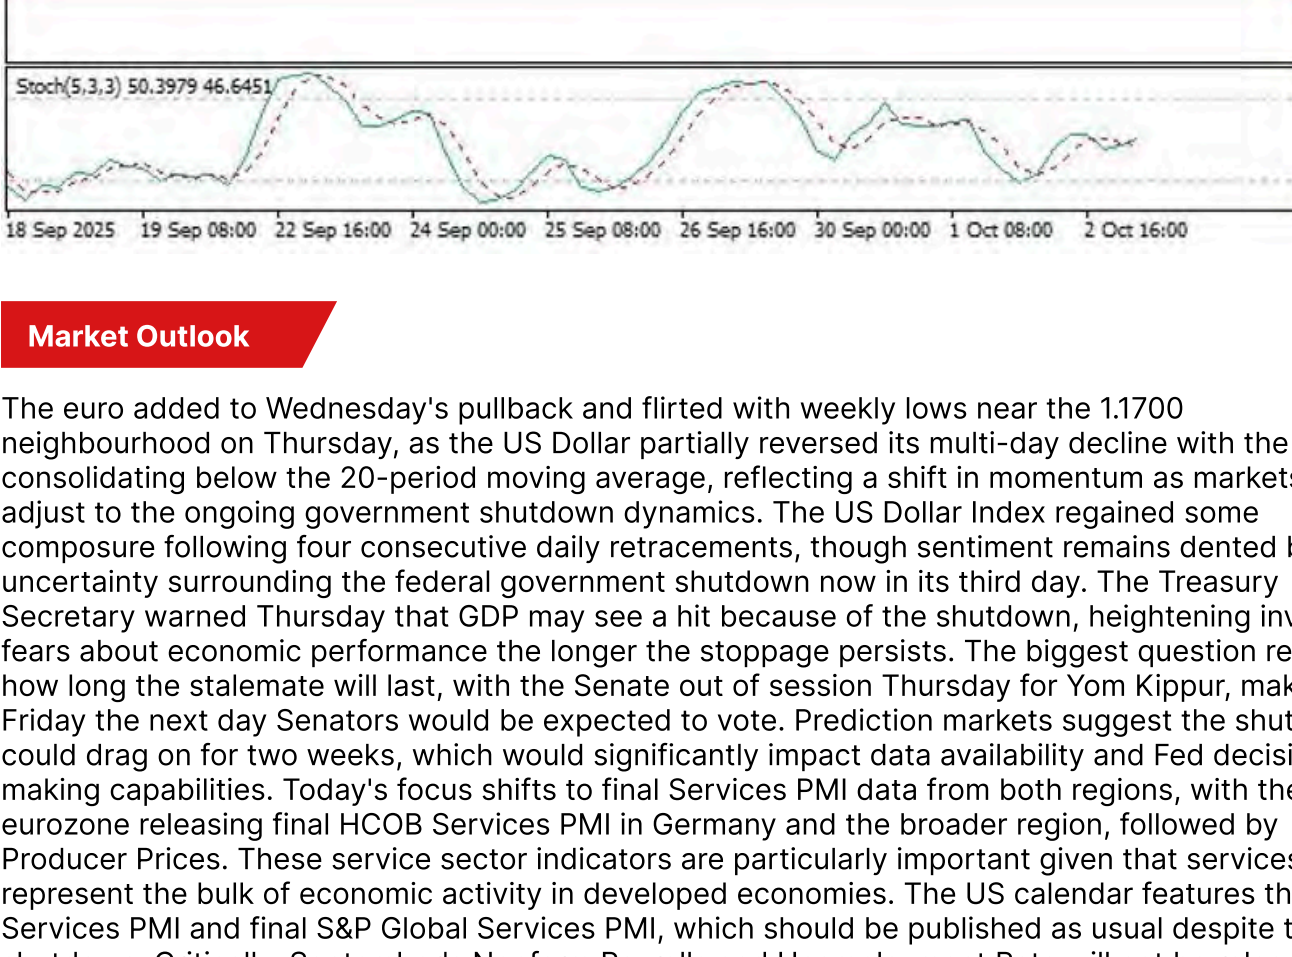 Stoch(5,3,3) 50.3979 46.6451
18 Sep 2025 19 Sep 08:00 22 Sep 16:00 24 Sep 00:00 25 Sep 08:00 26 Sep 16:00 30 Sep 00:00 1 Oct 08:00 2 Oct 16:00
Market Outlook
The euro added to Wednesday's pullback and flirted with weekly lows near the 1.1700
neighbourhood on Thursday, as the US Dollar partially reversed its multi-day decline with the
consolidating below the 20-period moving average, reflecting a shift in momentum as markets
adjust to the ongoing government shutdown dynamics. The US Dollar Index regained some
composure following four consecutive daily retracements, though sentiment remains dented
uncertainty surrounding the federal government shutdown now in its third day. The Treasury
Secretary warned Thursday that GDP may see a hit because of the shutdown, heightening inv
fears about economic performance the longer the stoppage persists. The biggest question re
how long the stalemate will last, with the Senate out of session Thursday for Yom Kippur, mak
Friday the next day Senators would be expected to vote. Prediction markets suggest the shut
could drag on for two weeks, which would significantly impact data availability and Fed decisi
making capabilities. Today's focus shifts to final Services PMI data from both regions, with the
eurozone releasing final HCOB Services PMI in Germany and the broader region, followed by
Producer Prices. These service sector indicators are particularly important given that services
represent the bulk of economic activity in developed economies. The US calendar features th
Services PMI and final S&P Global Services PMI, which should be published as usual despite t